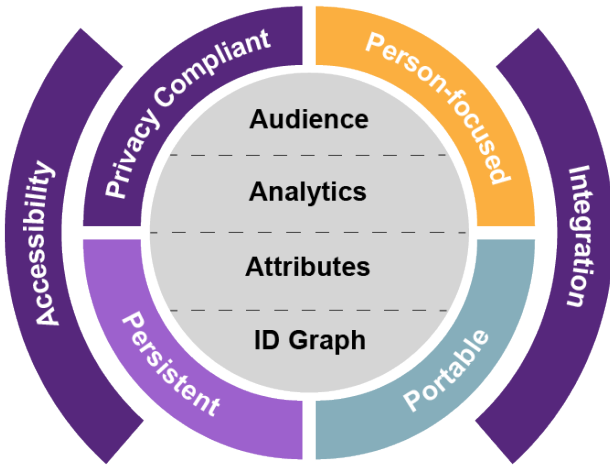 Privacy Compliant
Person-focused
Accessibility
Integration
Audience
Analytics
Attributes
ID Graph
Persistent
Portable